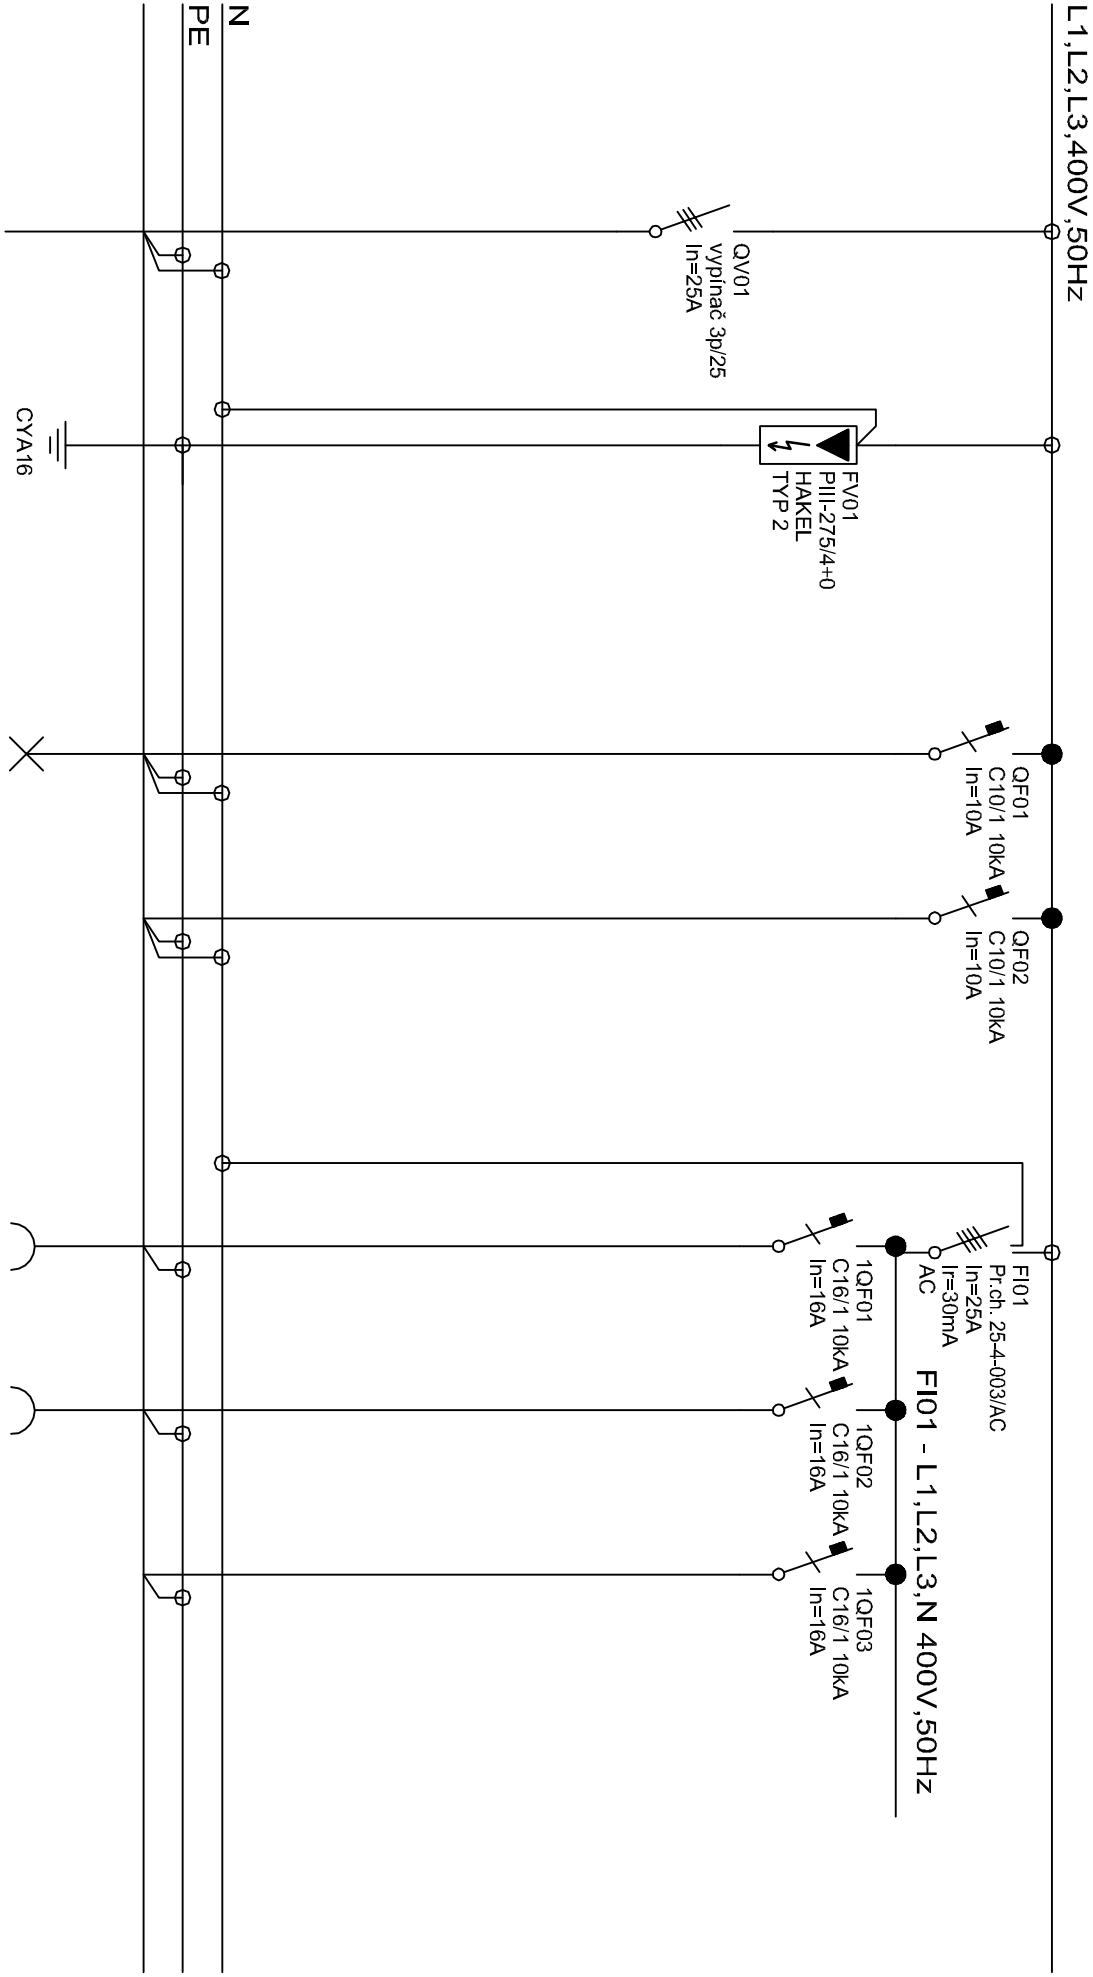 L1,L2,L3,400V,50Hz
QV01
vypínač 3p/25
In=25A
FV01
PIII-275/4+0
HAKEL
TYP 2
QF01
C10/1 10kA
In=10A
QF02
C10/1 10kA
In=10A
FI01
Pr.ch. 25-4-003/AC
In=25A
Ir=30mA
AC
FI01 - L1,L2,L3,N 400V,50Hz
1QF01
C16/1 10kA
In=16A
1QF02
C16/1 10kA
In=16A
1QF03
C16/1 10kA
In=16A
N
PE
CYA16